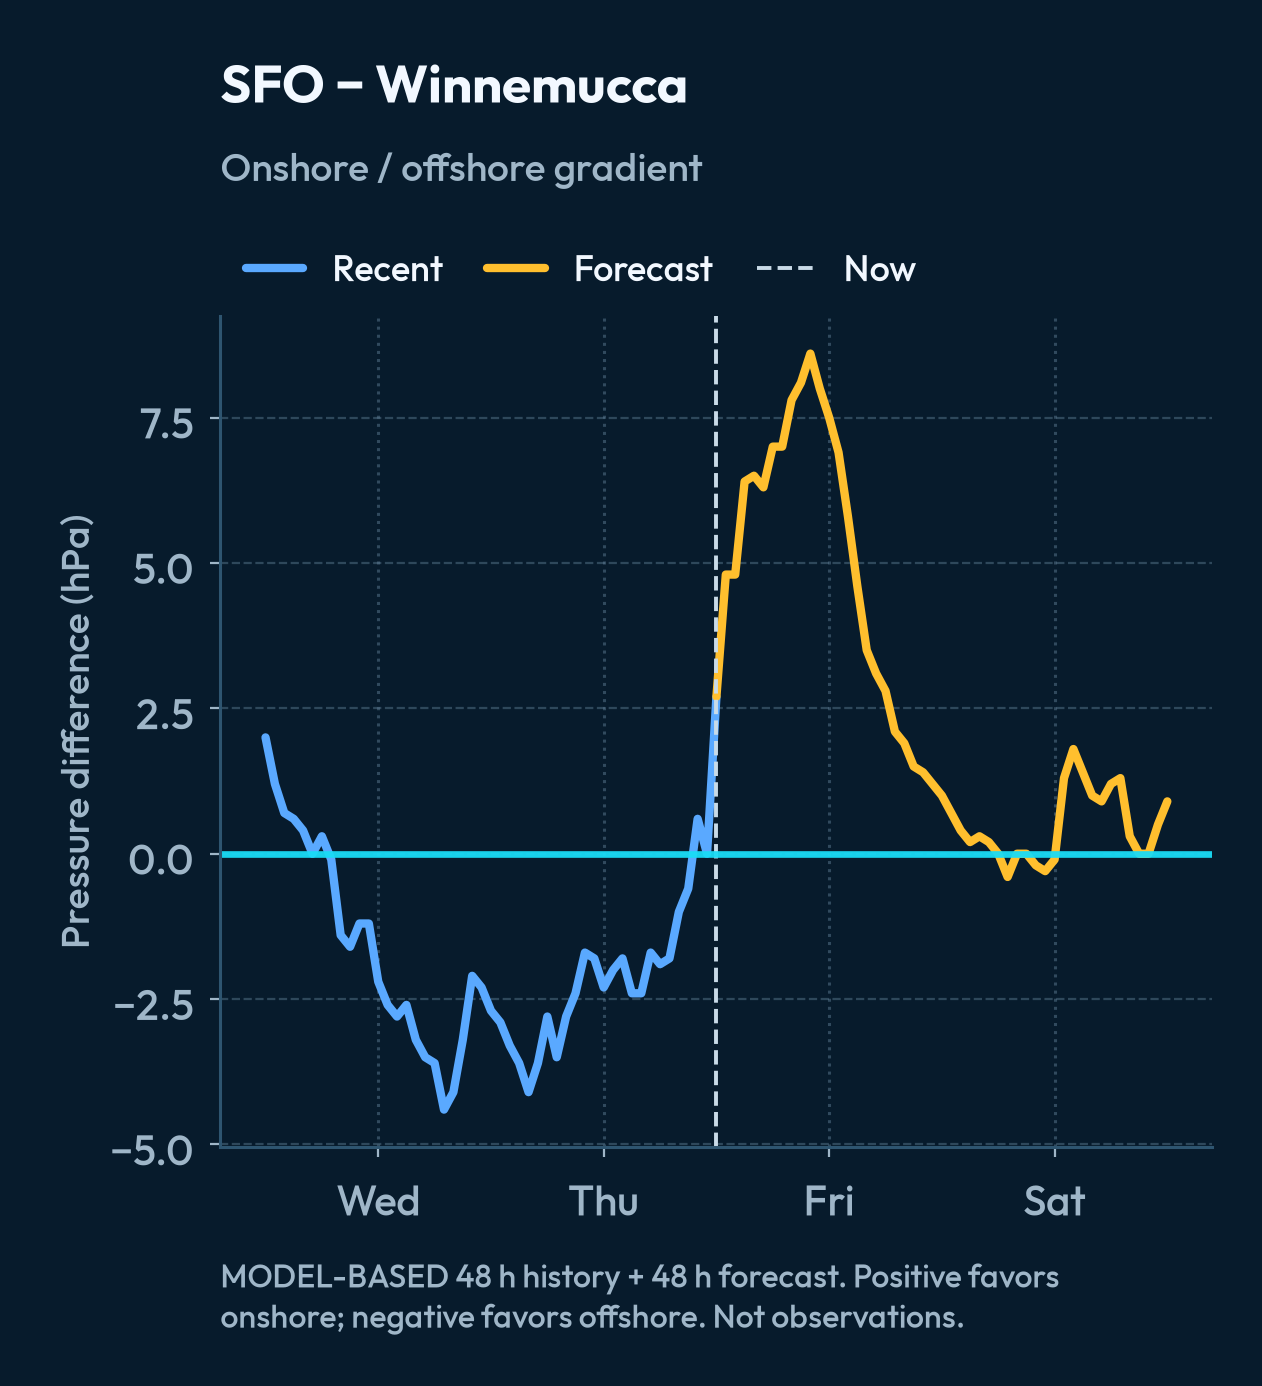 SFO – Winnemucca
Onshore / offshore gradient
Recent
Forecast
Now
Pressure difference (hPa)
7.5
5.0
2.5
0.0
−2.5
−5.0
Wed
Thu
Fri
Sat
MODEL-BASED 48 h history + 48 h forecast. Positive favors
onshore; negative favors offshore. Not observations.